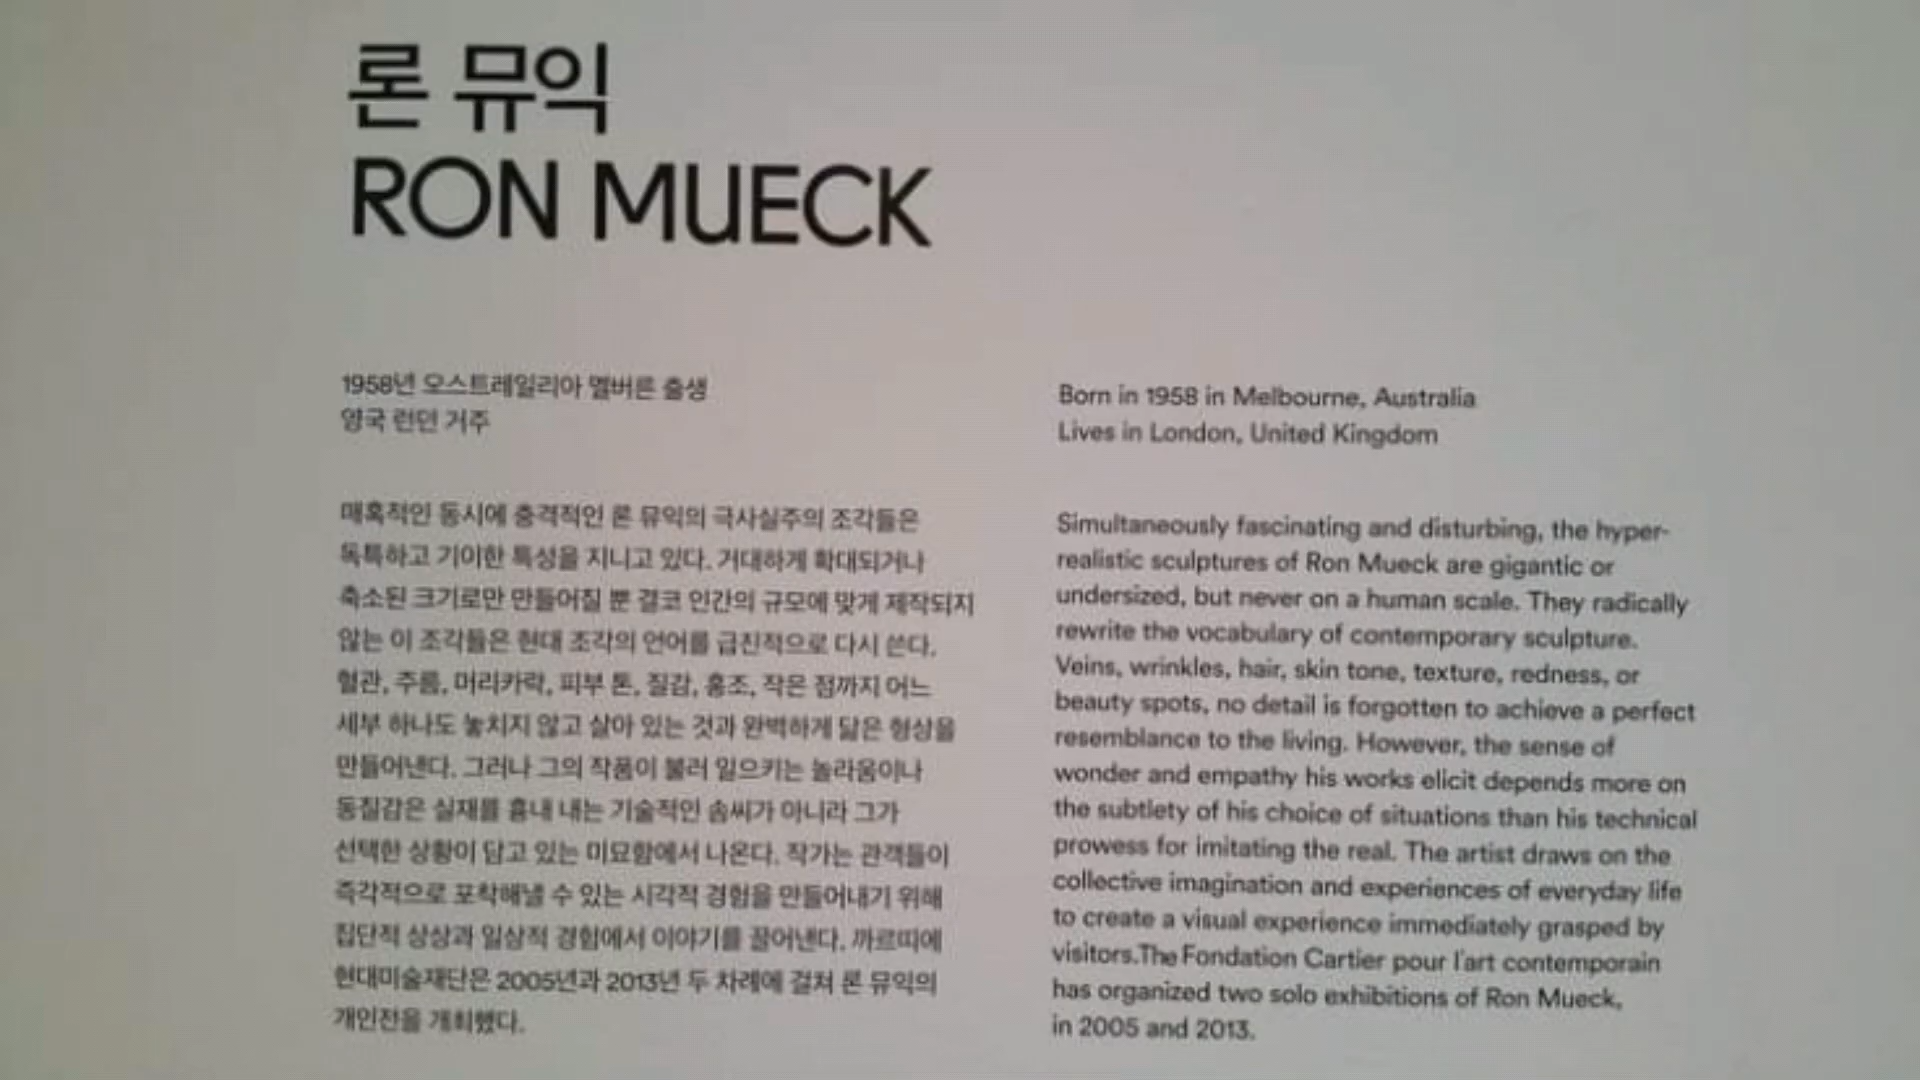 론 뮤익
RON MUECK
1958년 오스트레일리아 멜버른 출생
영국 런던 거주
매혹적인 동시에 충격적인 론 뮤익의 극사실주의 조각들은
독특하고 기이한 특성을 지니고 있다. 거대하게 확대되거나
축소된 크기로만 만들어질 뿐 결코 인간의 규모에 맞게 제작되지
않는 이 조각들은 현대 조각의 언어를 급진적으로 다시 쓴다.
혈관, 주름, 머리카락, 피부 톤, 질감, 홍조, 작은 점까지 어느
세부 하나도 놓치지 않고 살아 있는 것과 완벽하게 닮은 형상을
만들어낸다. 그러나 그의 작품이 불러 일으키는 놀라움이나
동질감은 실재를 흉내 내는 기술적인 솜씨가 아니라 그가
선택한 상황이 담고 있는 미묘함에서 나온다. 작가는 관객들이
즉각적으로 포착해낼 수 있는 시각적 경험을 만들어내기 위해
집단적 상상과 일상적 경험에서 이야기를 끌어낸다. 까르띠에
현대미술재단은 2005년과 2013년 두 차례에 걸쳐 론 뮤익의
개인전을 개최했다.
Born in 1958 in Melbourne, Australia
Lives in London, United Kingdom
Simultaneously fascinating and disturbing, the hyper-
realistic sculptures of Ron Mueck are gigantic or
undersized, but never on a human scale. They radically
rewrite the vocabulary of contemporary sculpture.
Veins, wrinkles, hair, skin tone, texture, redness, or
beauty spots, no detail is forgotten to achieve a perfect
resemblance to the living. However, the sense of
wonder and empathy his works elicit depends more on
the subtlety of his choice of situations than his technical
prowess for imitating the real. The artist draws on the
collective imagination and experiences of everyday life
to create a visual experience immediately grasped by
visitors.The Fondation Cartier pour l'art contemporain
has organized two solo exhibitions of Ron Mueck,
in 2005 and 2013.